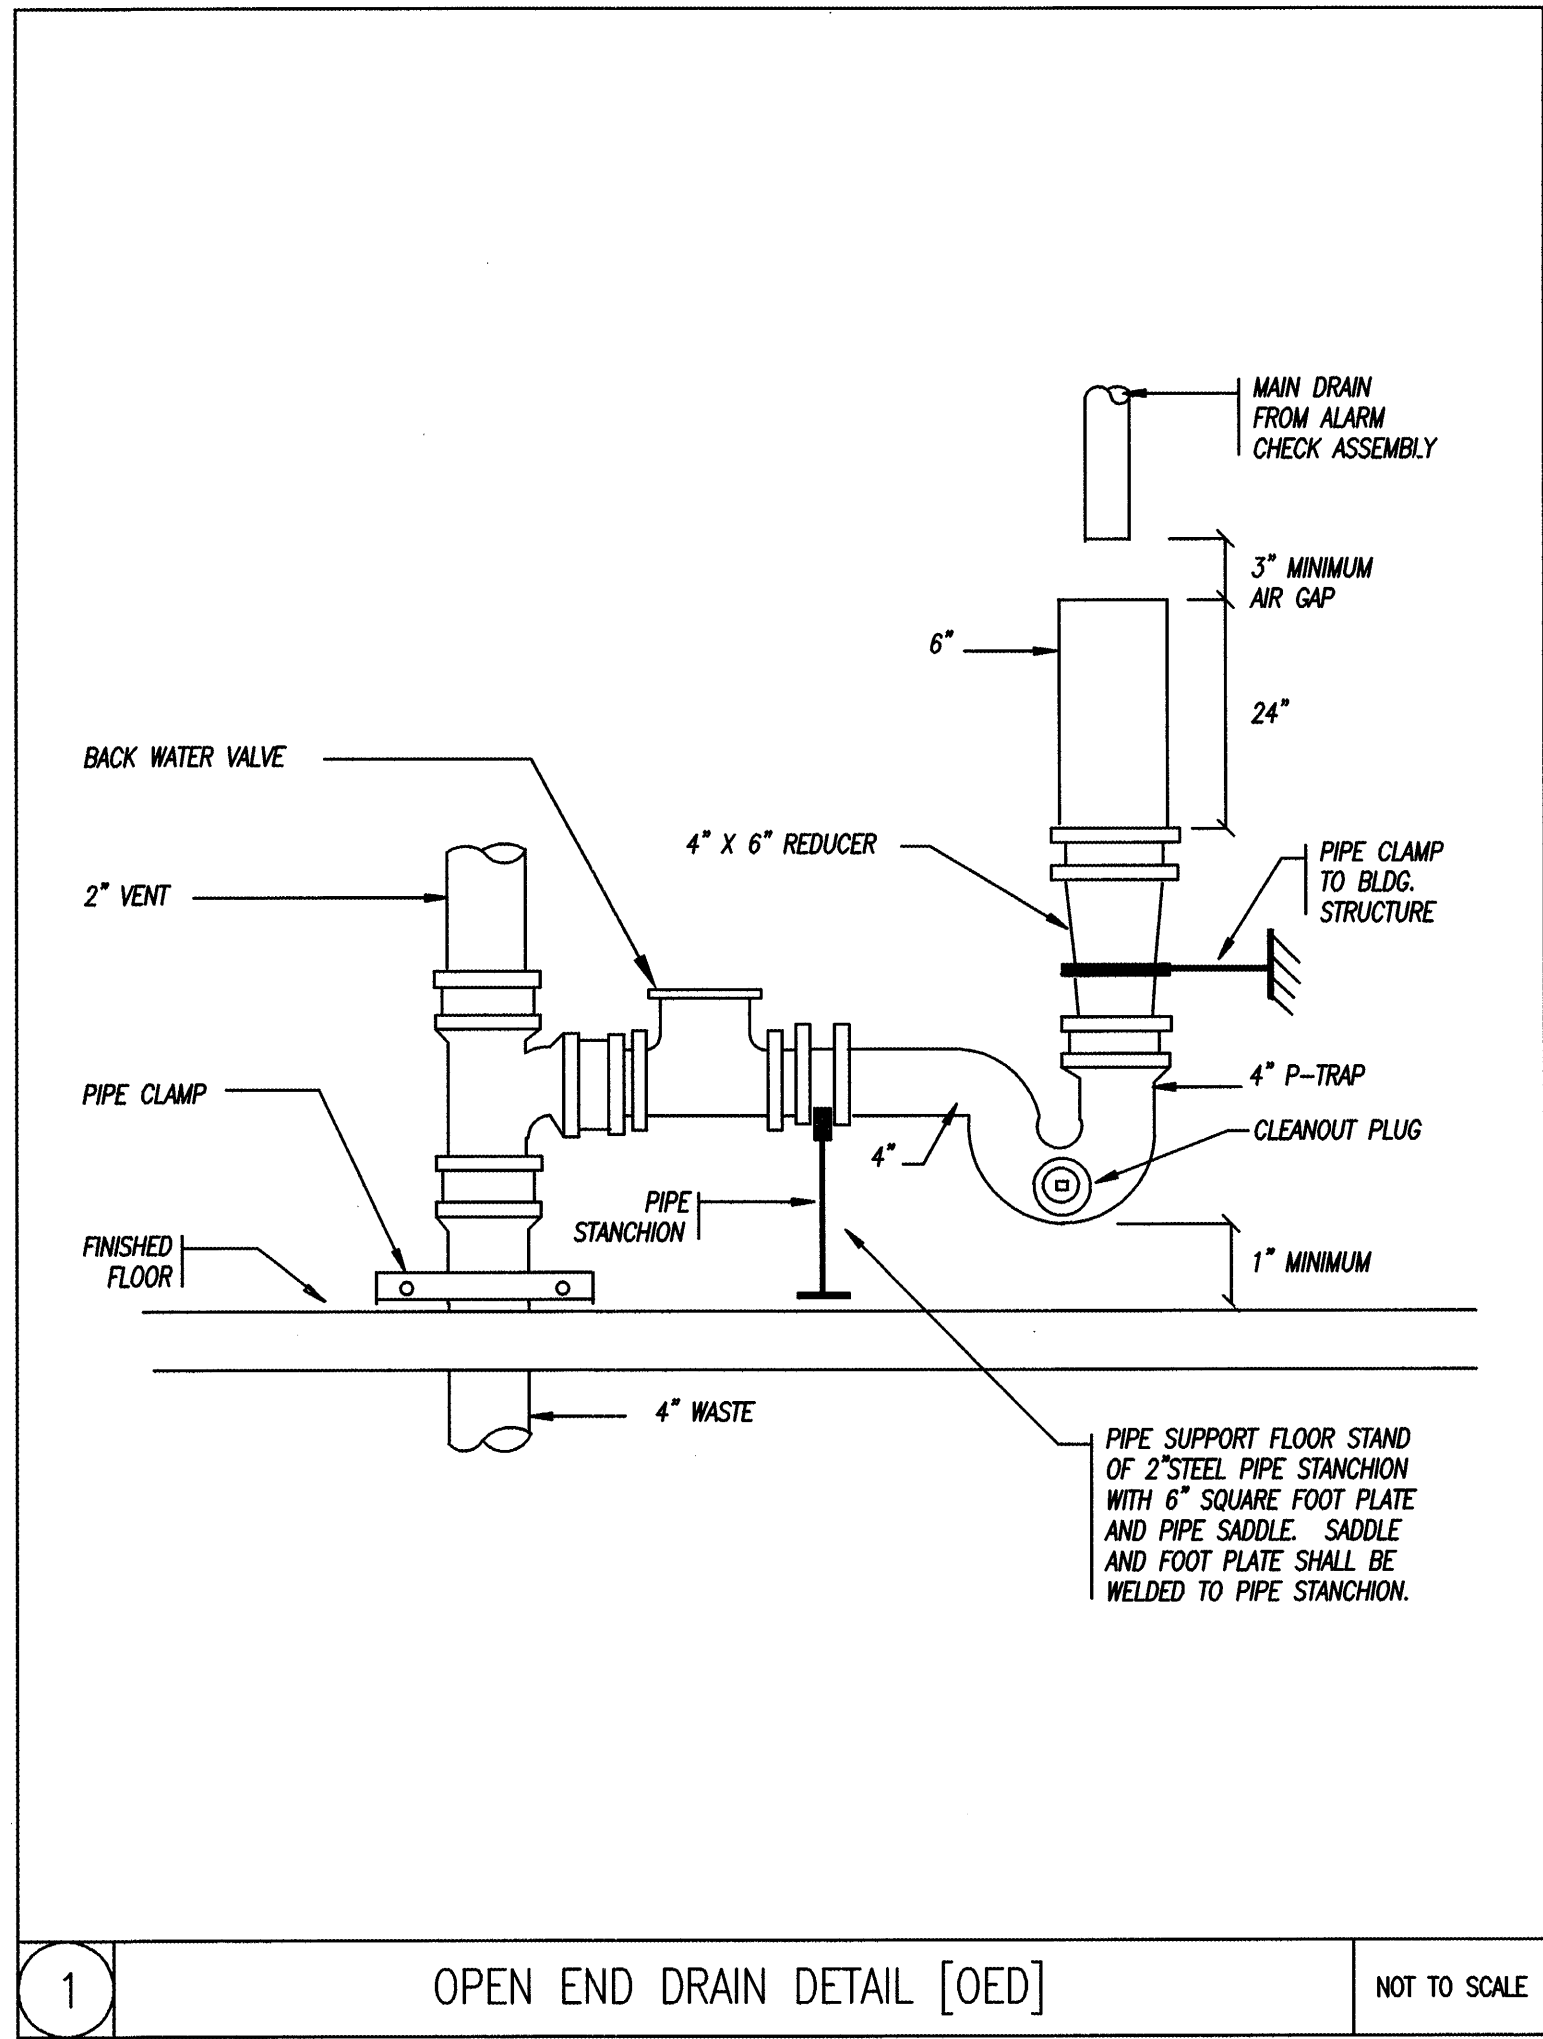 MAIN DRAIN
FROM ALARM
CHECK ASSEMBLY
3" MINIMUM
AIR GAP
6"
24"
BACK WATER VALVE
4" X 6" REDUCER
PIPE CLAMP
TO BLDG.
STRUCTURE
2" VENT
4" P-TRAP
PIPE CLAMP
CLEANOUT PLUG
4"
PIPE
STANCHION
FINISHED
FLOOR
1" MINIMUM
4" WASTE
PIPE SUPPORT FLOOR STAND
OF 2"STEEL PIPE STANCHION
WITH 6" SQUARE FOOT PLATE
AND PIPE SADDLE. SADDLE
AND FOOT PLATE SHALL BE
WELDED TO PIPE STANCHION.
1
OPEN END DRAIN DETAIL [OED]
NOT TO SCALE